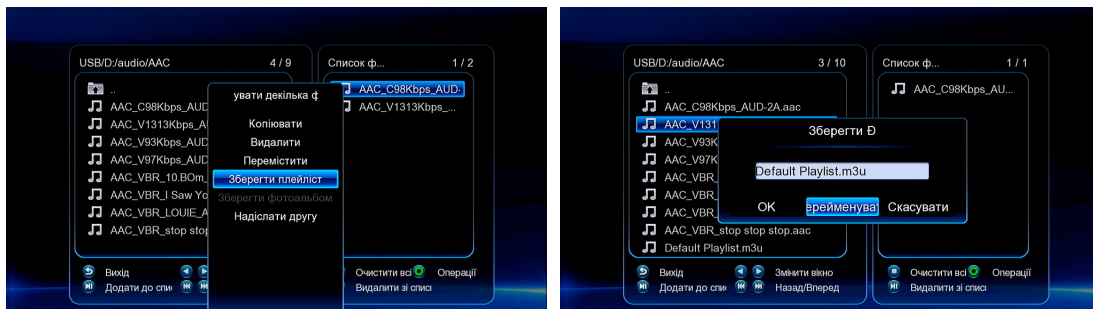 USB/D:/audio/AAC 4 / 9
Список ф... 1 / 2
..
AAC_C98Kbps_AUD
AAC_V1313Kbps_A
AAC_V93Kbps_AUD
AAC_V97Kbps_AUD
AAC_VBR_10.BOm_
AAC_VBR_I Saw Yo
AAC_VBR_LOUIE_A
AAC_VBR_stop stop
увати декілька ф
Копіювати
Видалити
Перемістити
Зберегти плейліст
Зберегти фотоальбом
Надіслати другу
AAC_C98Kbps_AUD-
AAC_V1313Kbps_...
Вихід
Додати до спис
Очистити всі Операції
Видалити зі списі
USB/D:/audio/AAC 3 / 10
Список ф... 1 / 1
..
AAC_C98Kbps_AUD-2A.aac
AAC_V131
AAC_V93K
AAC_V97K
AAC_VBR_
AAC_VBR_
AAC_VBR_
AAC_VBR_stop stop stop.aac
Default Playlist.m3u
Зберегти Đ
Default Playlist.m3u
OK ерейменуват Скасувати
AAC_C98Kbps_AU...
Вихід Змінити вікно
Додати до спис Назад/Вперед
Очистити всі Операції
Видалити зі списі